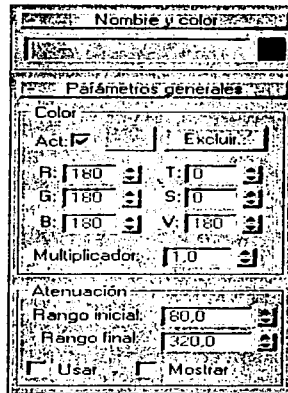 Nombre y color
Parámetros generales
Color
Act: Excluir...
R: 180 T: 0
G: 180 S: 0
B: 180 V: 180
Multiplicador: 1,0
Atenuación
Rango inicial: 80,0
Rango final: 320,0
Usar Mostrar